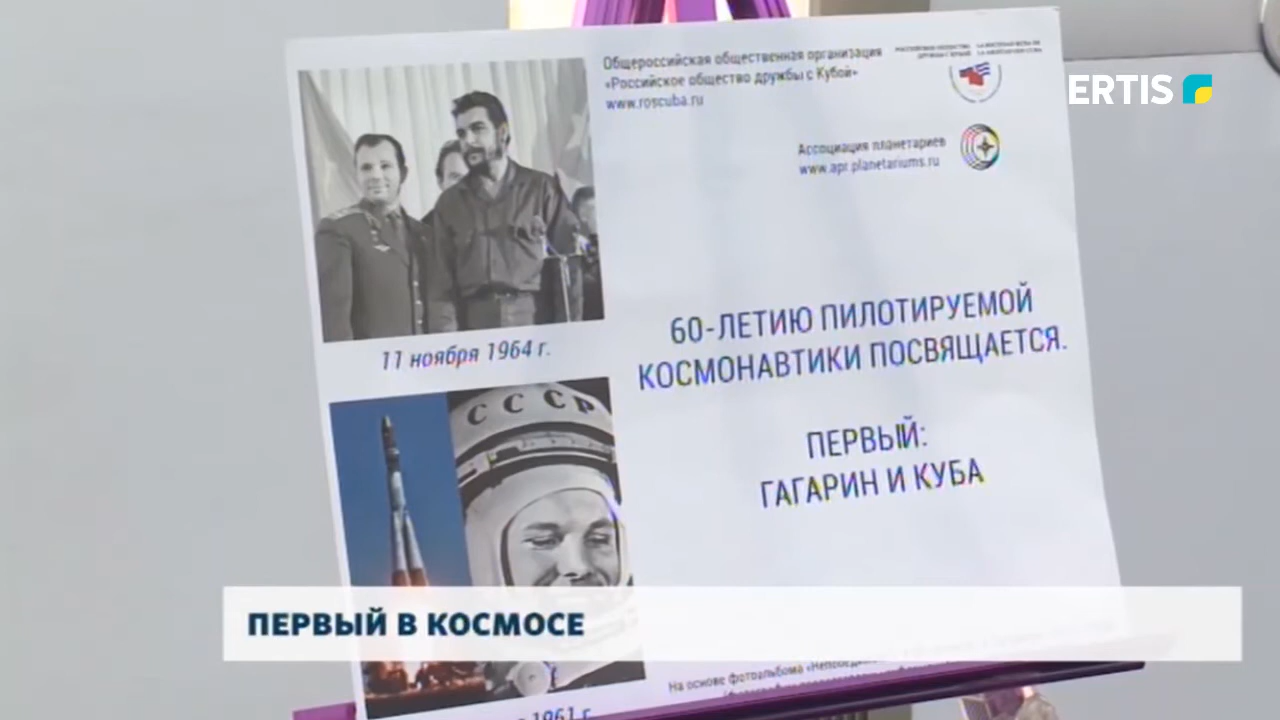 Общероссийская общественная организация
«Российское общество дружбы с Кубой»
www.roscuba.ru
ERTIS
Ассоциация планетариев
www.apr.planetariums.ru
11 ноября 1964 г.
60-ЛЕТИЮ ПИЛОТИРУЕМОЙ
КОСМОНАВТИКИ ПОСВЯЩАЕТСЯ.
ПЕРВЫЙ:
ГАГАРИН И КУБА
СССР
ПЕРВЫЙ В КОСМОСЕ
На основе фотоальбома
1961 г.